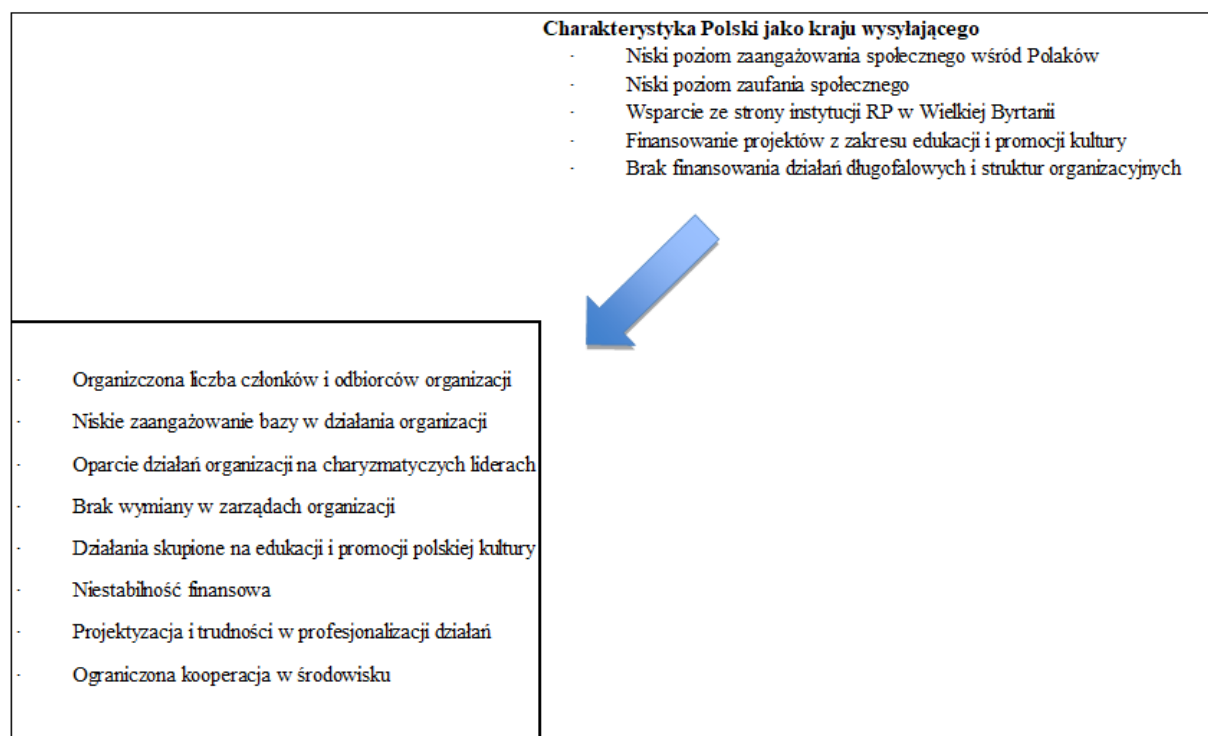 Charakterystyka Polski jako kraju wysyłającego
· Niski poziom zaangażowania społecznego wśród Polaków
· Niski poziom zaufania społecznego
· Wsparcie ze strony instytucji RP w Wielkiej Byrtanii
· Finansowanie projektów z zakresu edukacji i promocji kultury
· Brak finansowania działań długofalowych i struktur organizacyjnych
· Organizczona liczba członków i odbiorców organizacji
· Niskie zaangażowanie bazy w działania organizacji
· Oparcie działań organizacji na charyzmatyczych liderach
· Brak wymiany w zarządach organizacji
· Działania skupione na edukacji i promocji polskiej kultury
· Niestabilność finansowa
· Projektyzacja i trudności w profesjonalizacji działań
· Ograniczona kooperacja w środowisku